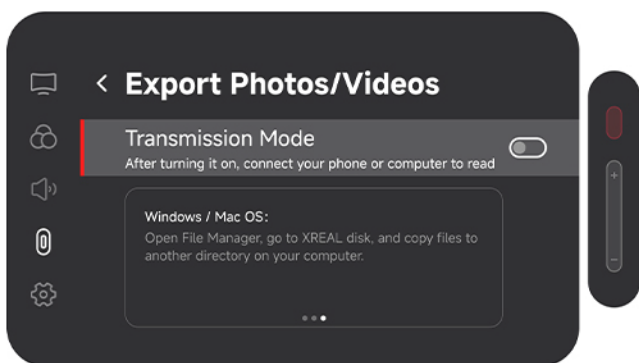 Export Photos/Videos
Transmission Mode
After turning it on, connect your phone or computer to read
Windows / Mac OS:
Open File Manager, go to XREAL disk, and copy files to
another directory on your computer.
+
−